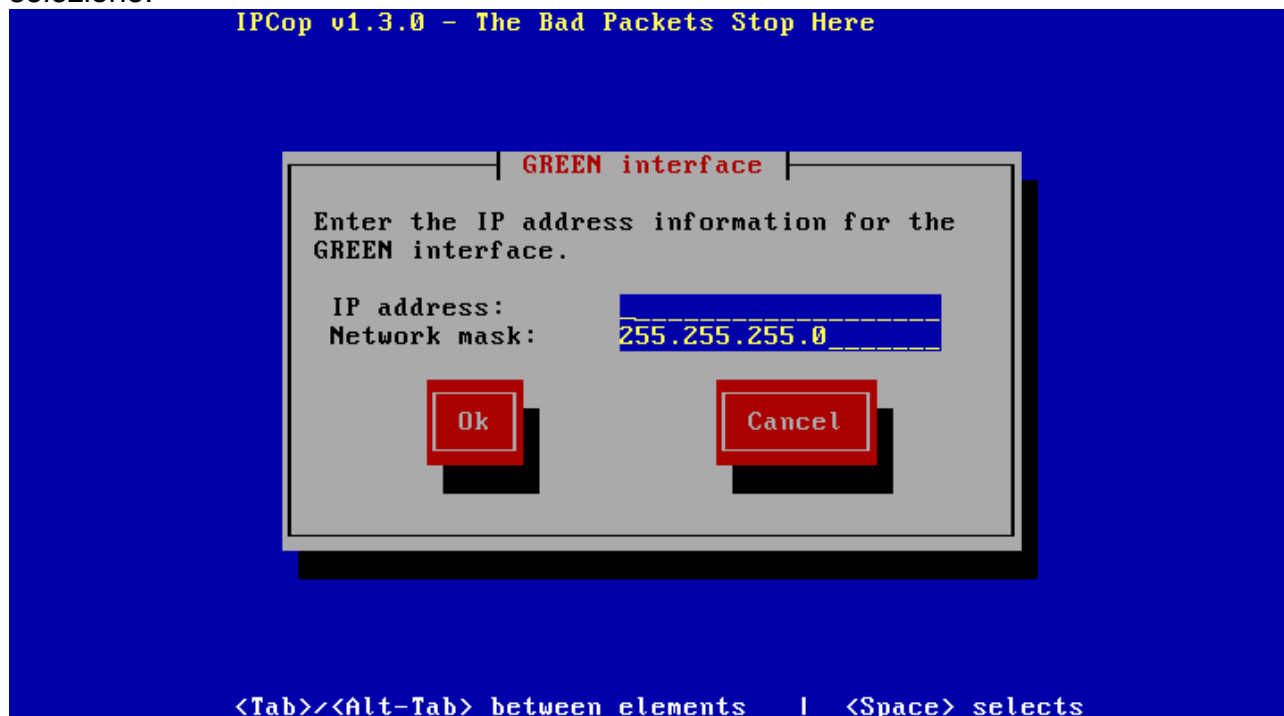 selezione.
IPCop v1.3.0 - The Bad Packets Stop Here
GREEN interface
Enter the IP address information for the
GREEN interface.
IP address:
Network mask: 255.255.255.0
Ok Cancel
<Tab>/<Alt-Tab> between elements | <Space> selects